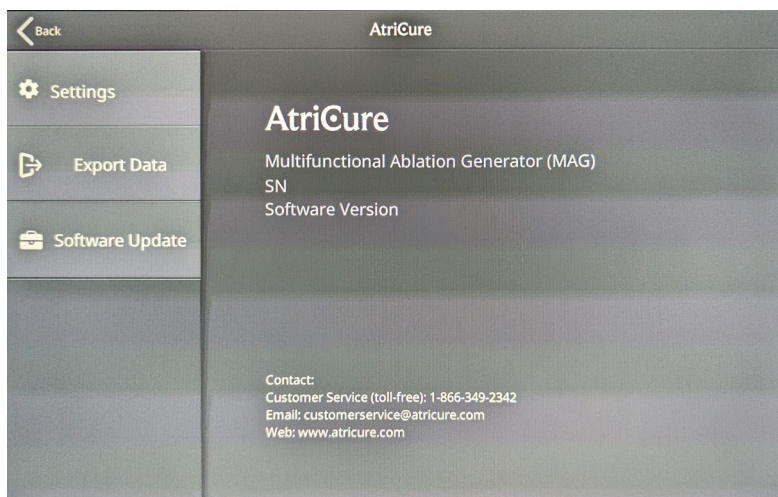 Back
AtriCure
Settings
Export Data
Software Update
AtriCure
Multifunctional Ablation Generator (MAG)
SN
Software Version
Contact:
Customer Service (toll-free): 1-866-349-2342
Email: customerservice@atricure.com
Web: www.atricure.com